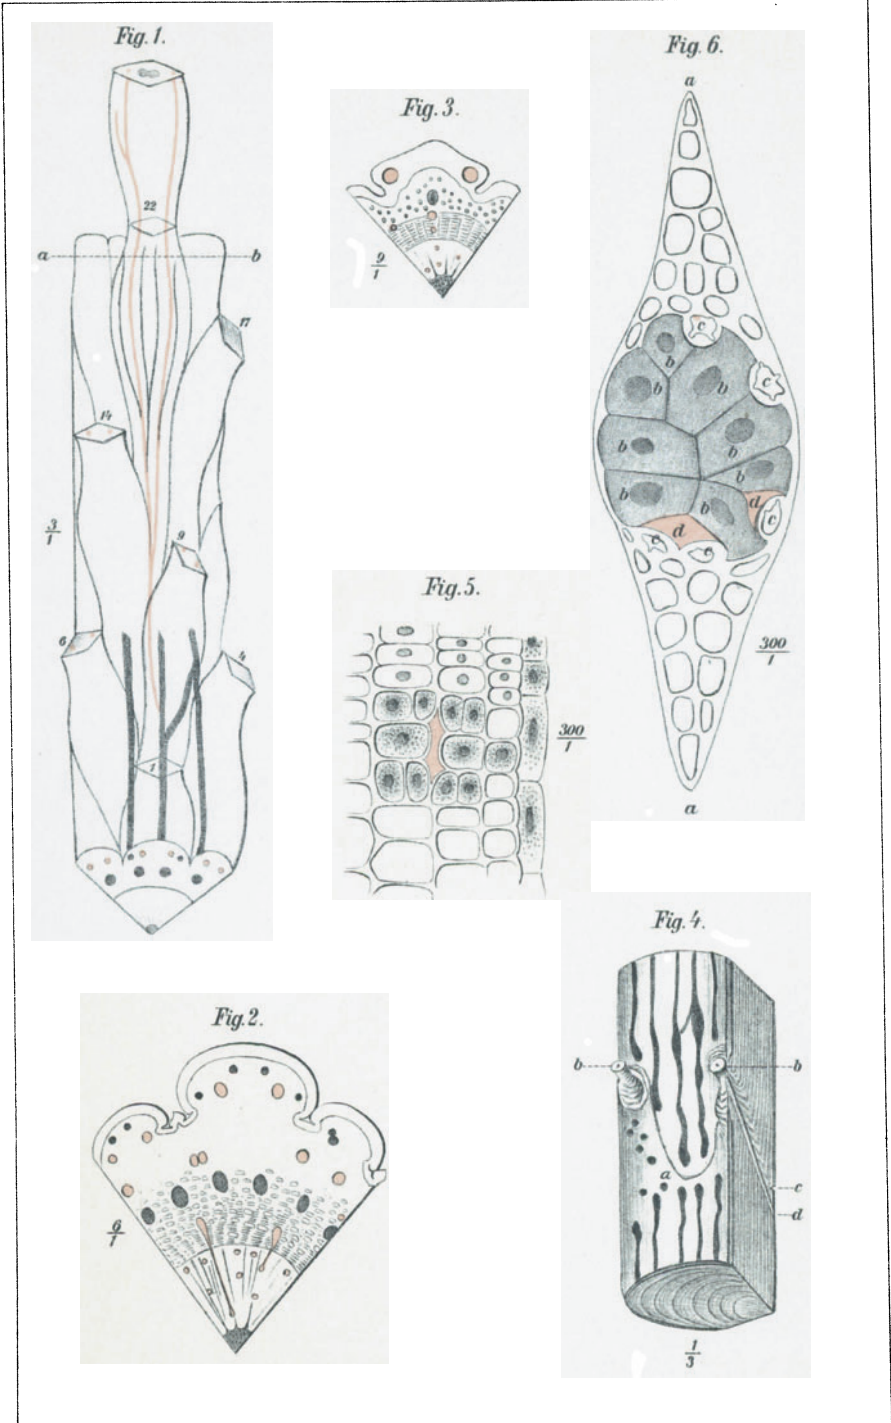 Fig. 1.
22
a b
17
14
3/1
9
6
4
1
Fig. 3.
9/1
Fig. 6.
a
c
b
b b c
b b
b
b b d
d c
c c
300/1
a
Fig. 5.
300/1
Fig. 2.
6/1
Fig. 4.
b b
a
c
d
1/3